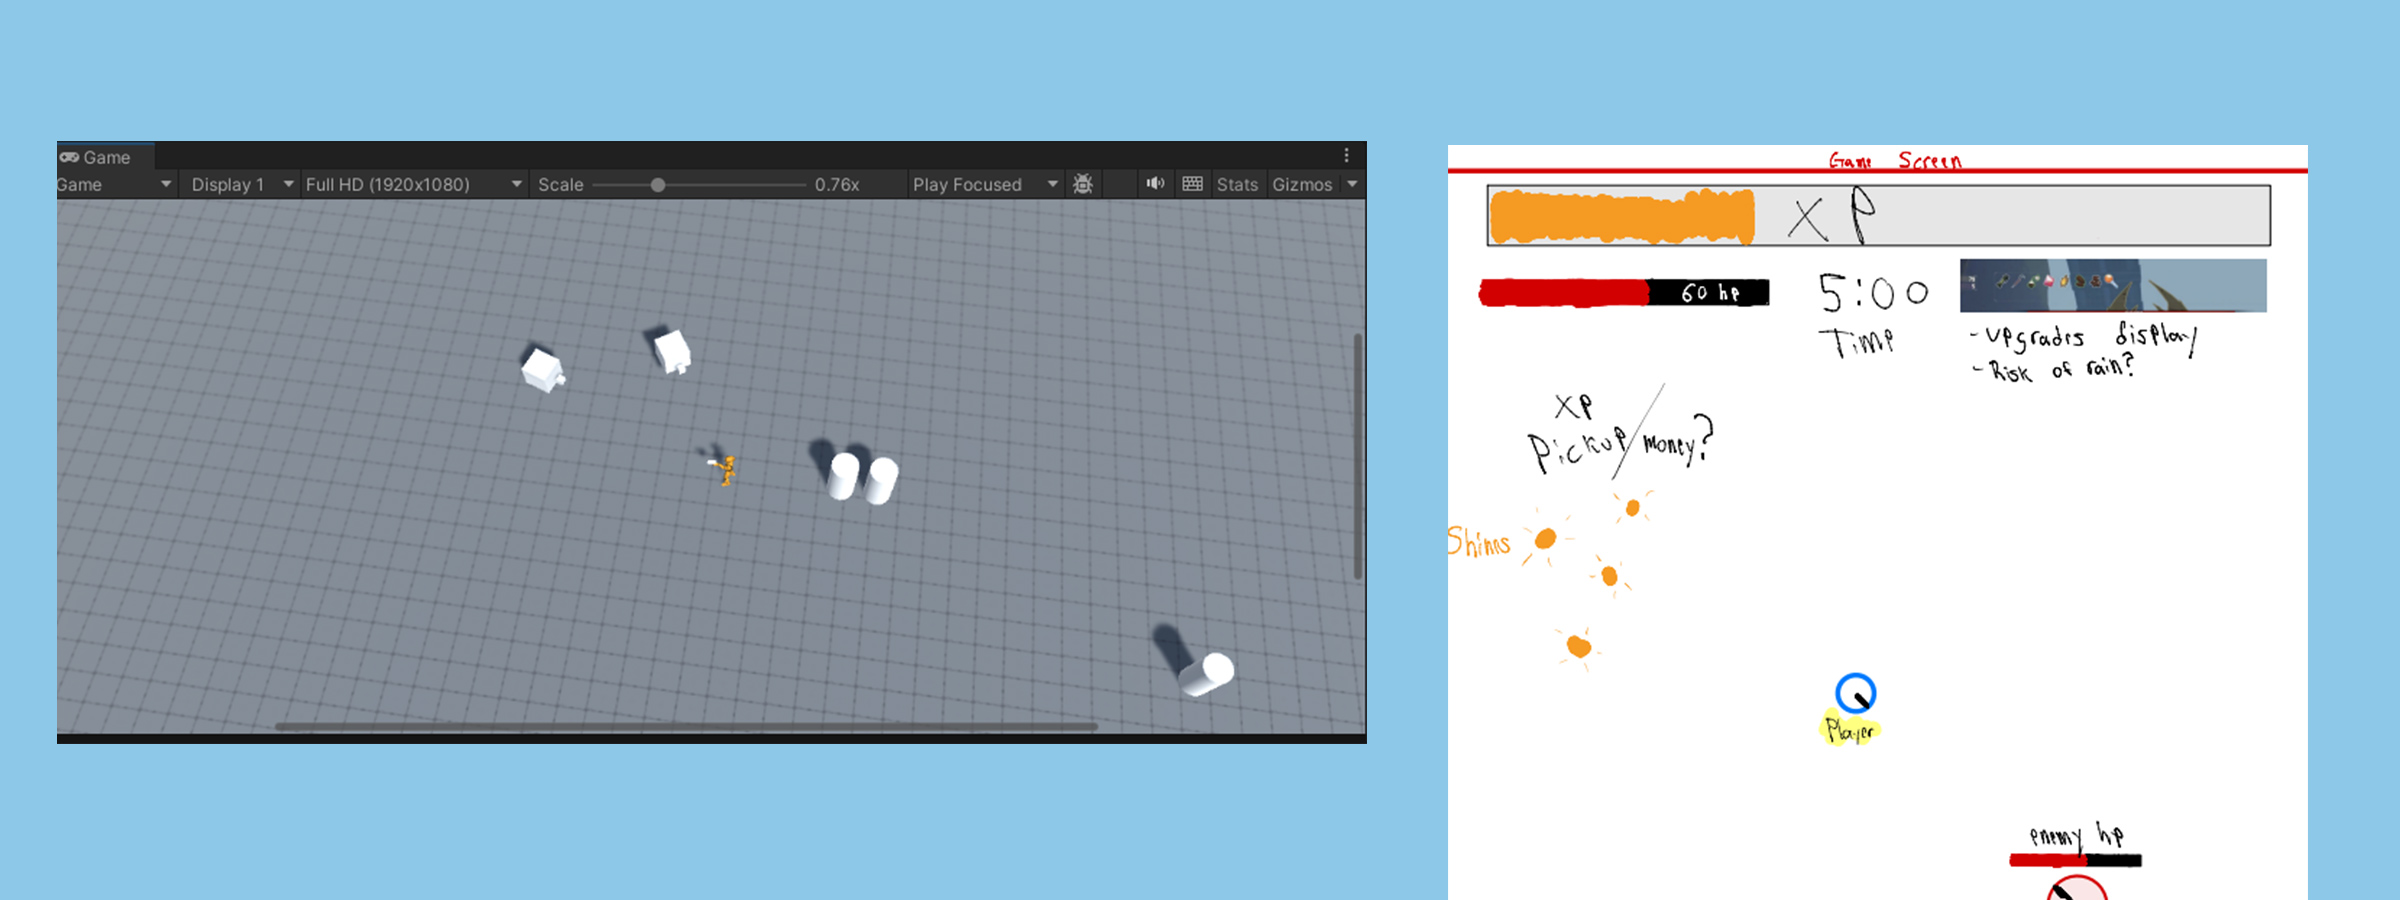 Game
Game Display 1 Full HD (1920x1080) Scale 0.76x Play Focused Stats Gizmos
Game Screen
XP
60 hp
5:00
Time
- upgrades display
- Risk of rain?
XP
Pickup/money?
Shines
Player
enemy hp